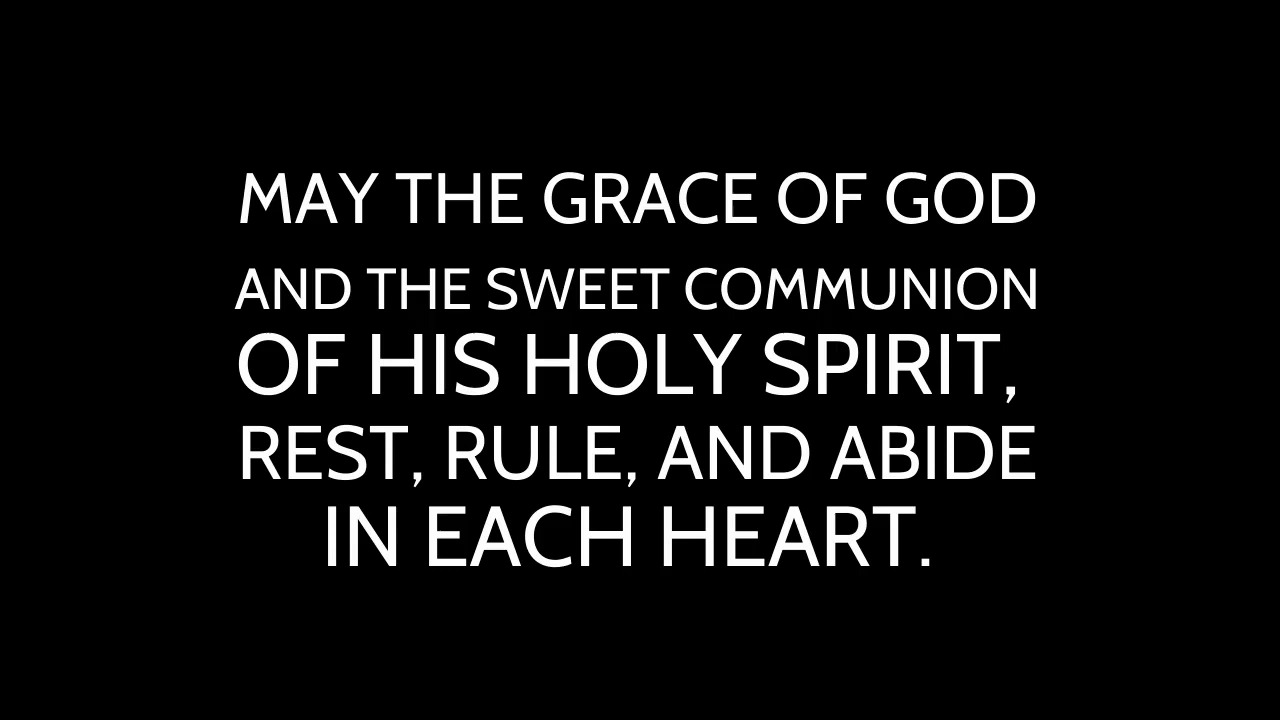 MAY THE GRACE OF GOD
AND THE SWEET COMMUNION
OF HIS HOLY SPIRIT,
REST, RULE, AND ABIDE
IN EACH HEART.